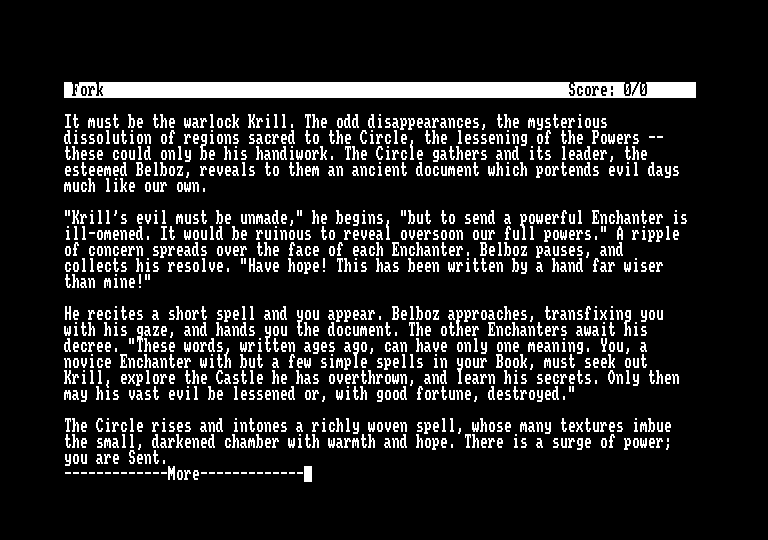 Fork Score: 0/0
It must be the warlock Krill. The odd disappearances, the mysterious
dissolution of regions sacred to the Circle, the lessening of the Powers --
these could only be his handiwork. The Circle gathers and its leader, the
esteemed Belboz, reveals to them an ancient document which portends evil days
much like our own.
"Krill's evil must be unmade," he begins, "but to send a powerful Enchanter is
ill-omened. It would be ruinous to reveal oversoon our full powers." A ripple
of concern spreads over the face of each Enchanter. Belboz pauses, and
collects his resolve. "Have hope! This has been written by a hand far wiser
than mine!"
He recites a short spell and you appear. Belboz approaches, transfixing you
with his gaze, and hands you the document. The other Enchanters await his
decree. "These words, written ages ago, can have only one meaning. You, a
novice Enchanter with but a few simple spells in your Book, must seek out
Krill, explore the Castle he has overthrown, and learn his secrets. Only then
may his vast evil be lessened or, with good fortune, destroyed."
The Circle rises and intones a richly woven spell, whose many textures imbue
the small, darkened chamber with warmth and hope. There is a surge of power;
you are Sent.
-------------More-------------